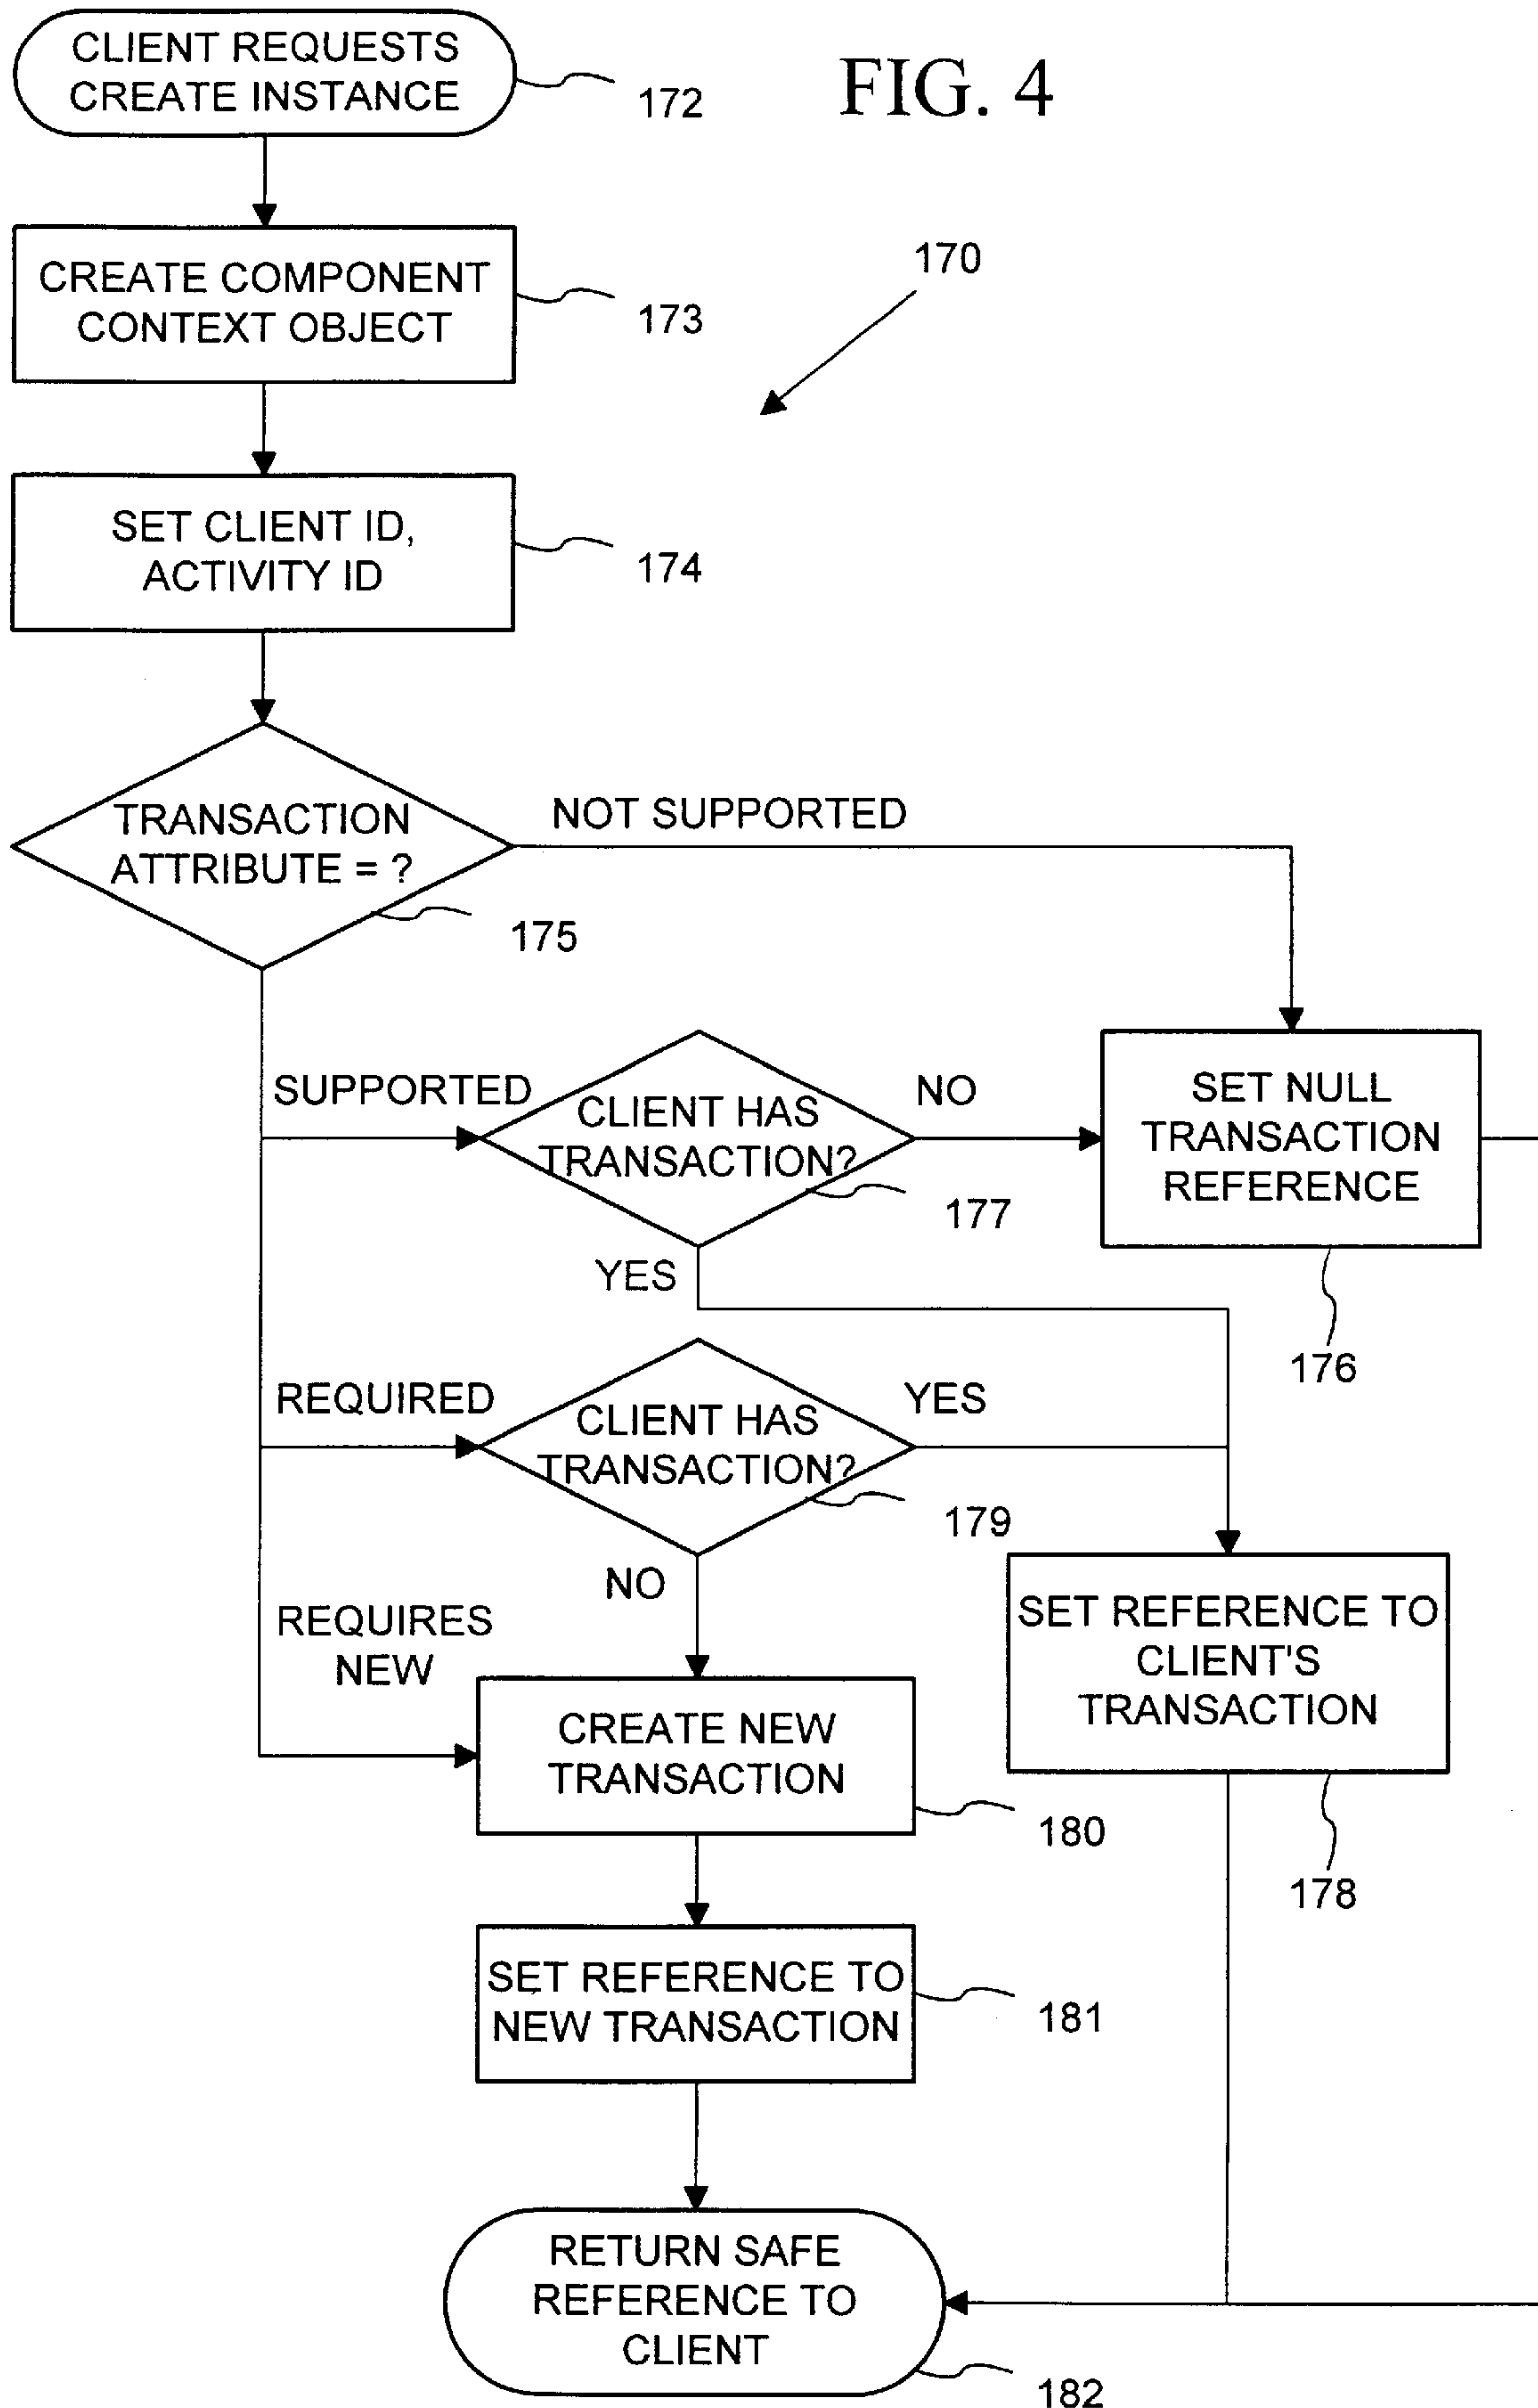 CLIENT REQUESTS
CREATE INSTANCE
172
FIG. 4
CREATE COMPONENT
CONTEXT OBJECT
173
170
SET CLIENT ID,
ACTIVITY ID
174
TRANSACTION
ATTRIBUTE = ?
175
NOT SUPPORTED
SUPPORTED
CLIENT HAS
TRANSACTION?
177
NO
SET NULL
TRANSACTION
REFERENCE
176
YES
REQUIRED
CLIENT HAS
TRANSACTION?
179
YES
NO
SET REFERENCE TO
CLIENT'S
TRANSACTION
178
REQUIRES
NEW
CREATE NEW
TRANSACTION
180
SET REFERENCE TO
NEW TRANSACTION
181
RETURN SAFE
REFERENCE TO
CLIENT
182